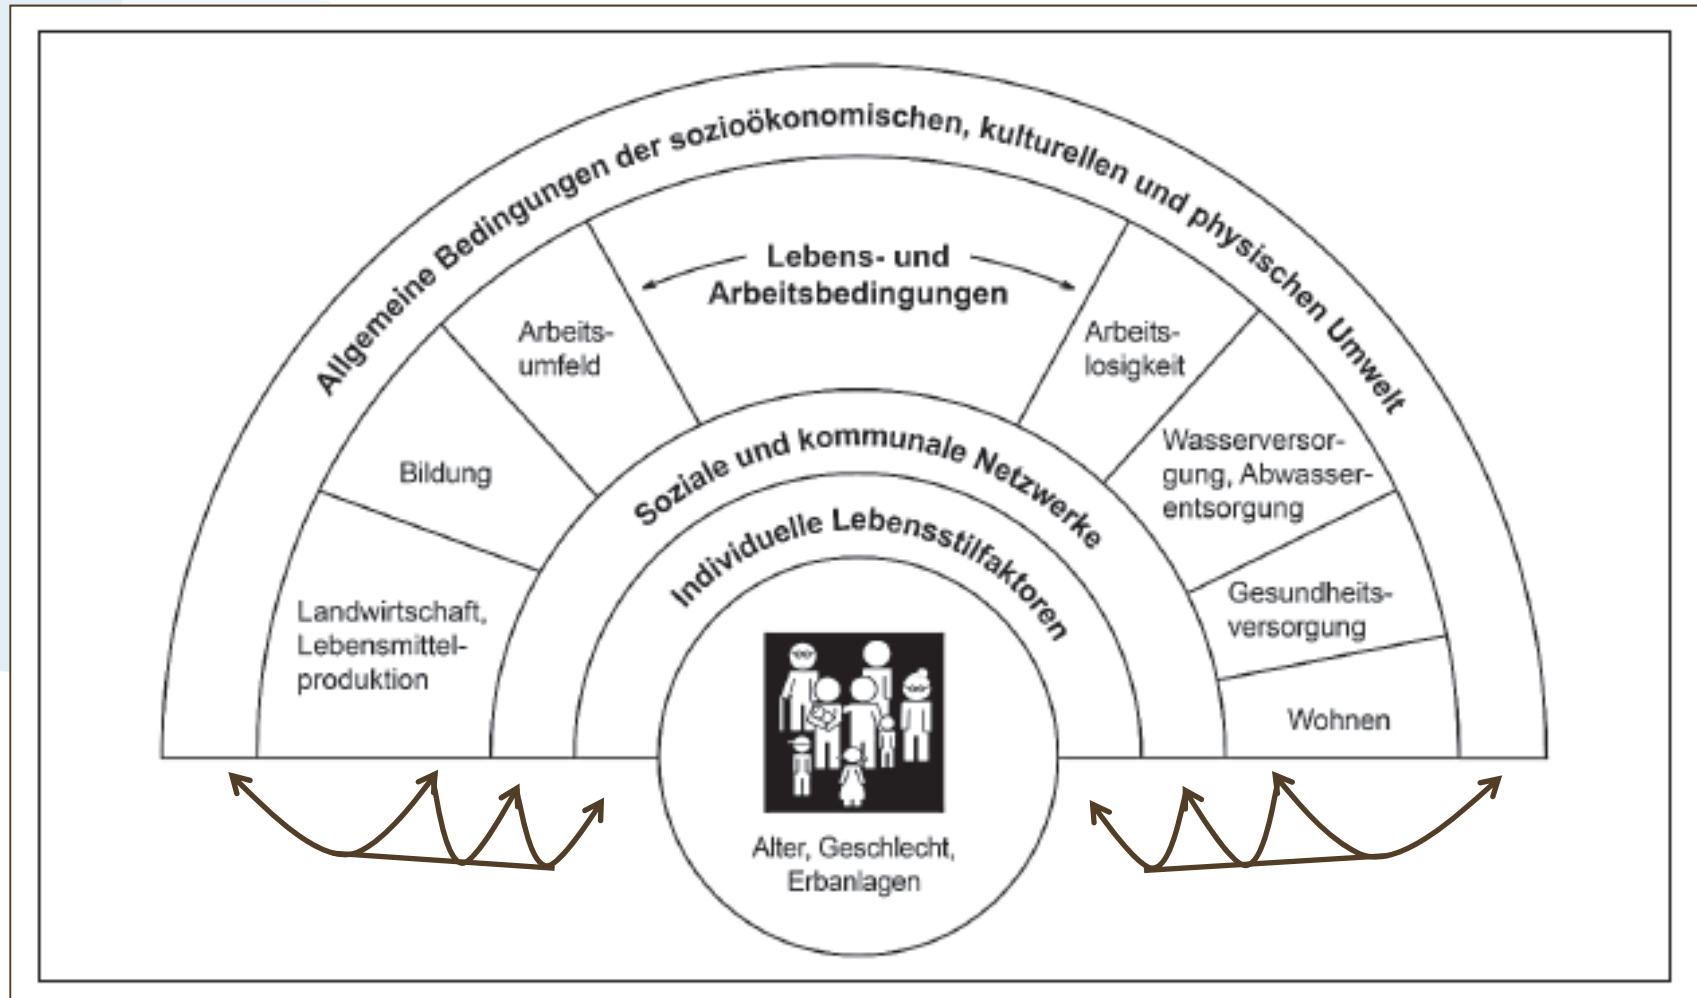 Allgemeine Bedingungen der sozioökonomischen, kulturellen und physischen Umwelt
Lebens- und
Arbeitsbedingungen
Arbeits-
umfeld
Arbeits-
losigkeit
Bildung
Wasserversor-
gung, Abwasser-
entsorgung
Landwirtschaft,
Lebensmittel-
produktion
Gesundheits-
versorgung
Wohnen
Soziale und kommunale Netzwerke
Individuelle Lebensstilfaktoren
Alter, Geschlecht,
Erbanlagen